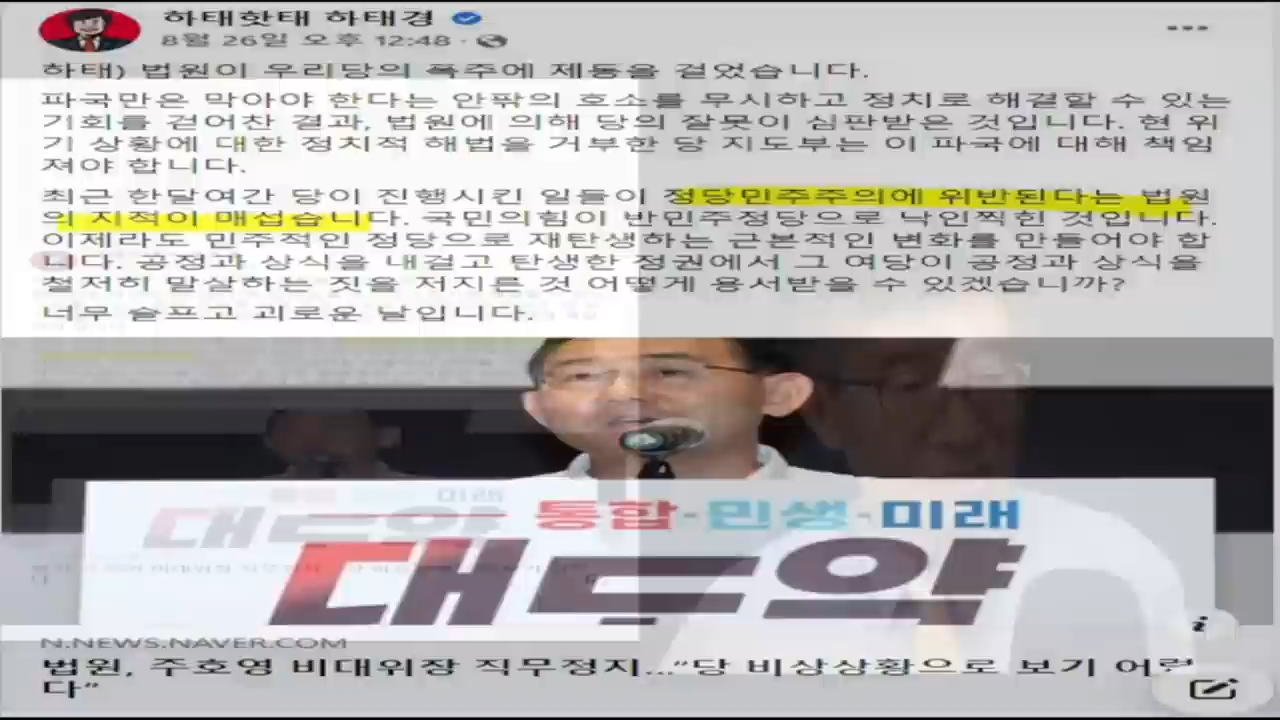 하태핫태 하태경
8월 26일 오후 12:48 ·
하태) 법원이 우리당의 폭주에 제동을 걸었습니다.
파국만은 막아야 한다는 안팎의 호소를 무시하고 정치로 해결할 수 있는
기회를 걷어찬 결과, 법원에 의해 당의 잘못이 심판받은 것입니다. 현 위
기 상황에 대한 정치적 해법을 거부한 당 지도부는 이 파국에 대해 책임
져야 합니다.
최근 한달여간 당이 진행시킨 일들이 정당민주주의에 위반된다는 법원
의 지적이 매섭습니다. 국민의힘이 반민주정당으로 낙인찍힌 것입니다.
이제라도 민주적인 정당으로 재탄생하는 근본적인 변화를 만들어야 합
니다. 공정과 상식을 내걸고 탄생한 정권에서 그 여당이 공정과 상식을
철저히 말살하는 짓을 저지른 것 어떻게 용서받을 수 있겠습니까?
너무 슬프고 괴로운 날입니다.
미래
대도약
통합·민생·미래
대도약
N.NEWS.NAVER.COM
법원, 주호영 비대위장 직무정지..."당 비상상황으로 보기 어렵
다"